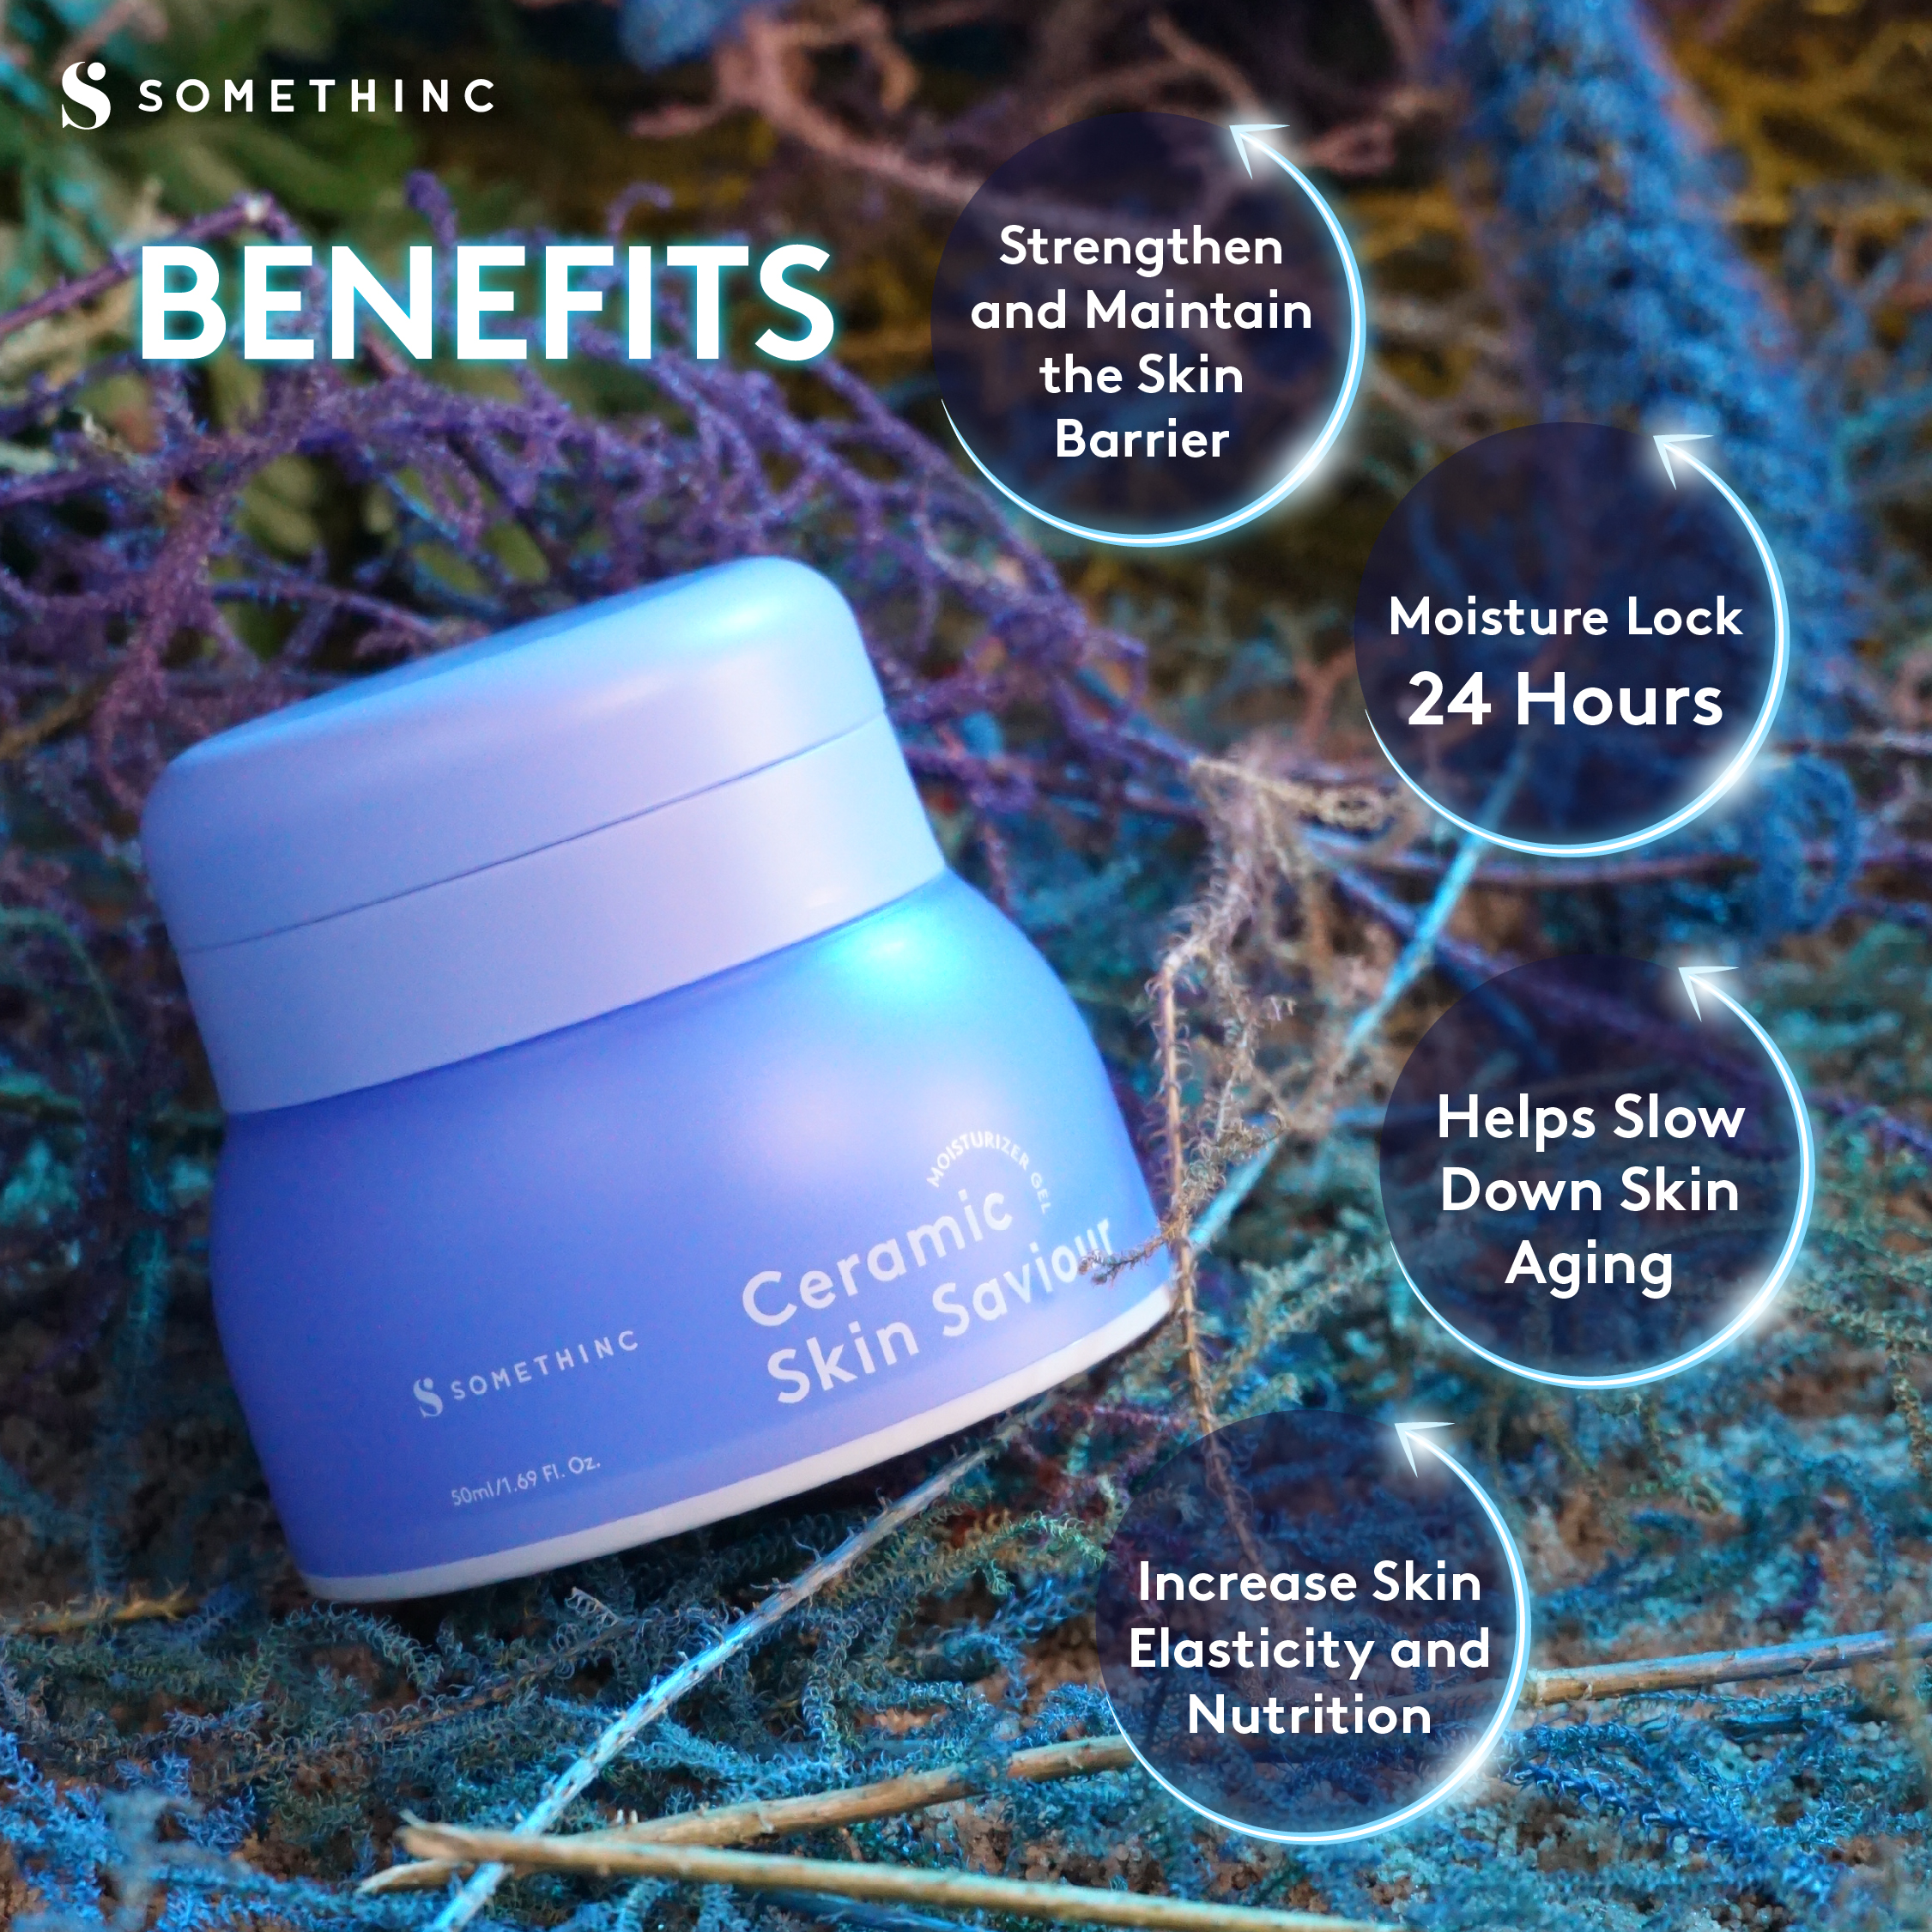 SOMETHINC
BENEFITS
Strengthen
and Maintain
the Skin
Barrier
Moisture Lock
24 Hours
Helps Slow
Down Skin
Aging
Increase Skin
Elasticity and
Nutrition
MOISTURIZER GEL
Ceramic
Skin Saviour
SOMETHINC
50ml/1.69 Fl. Oz.